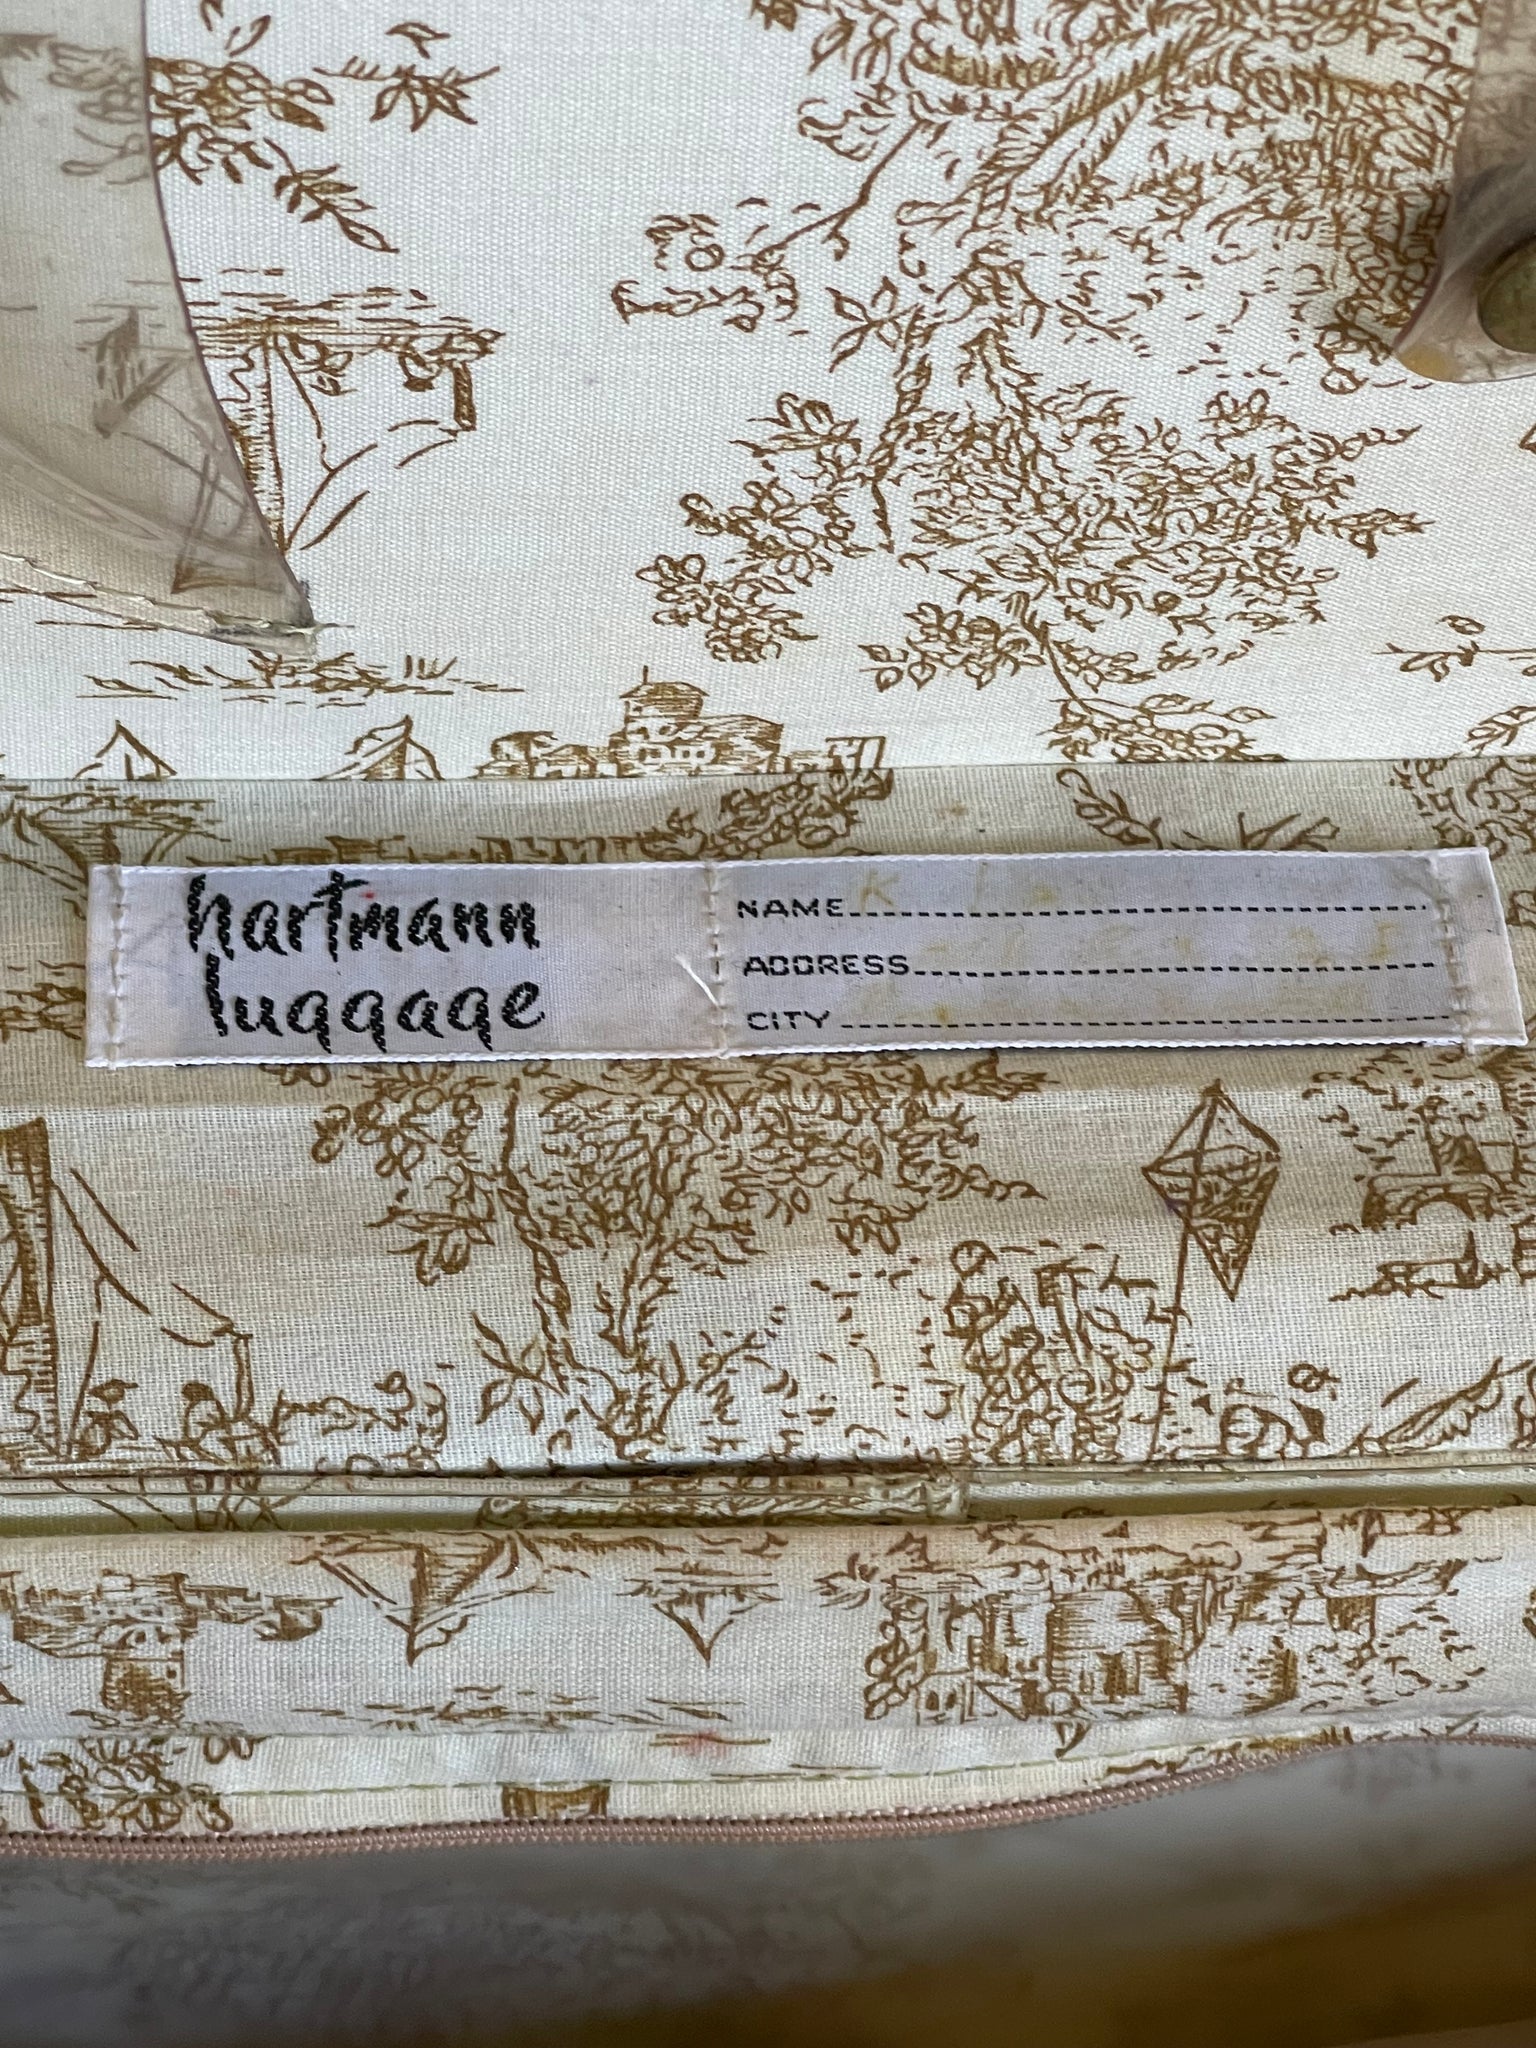 hartmann
luggage
NAME
ADDRESS
CITY